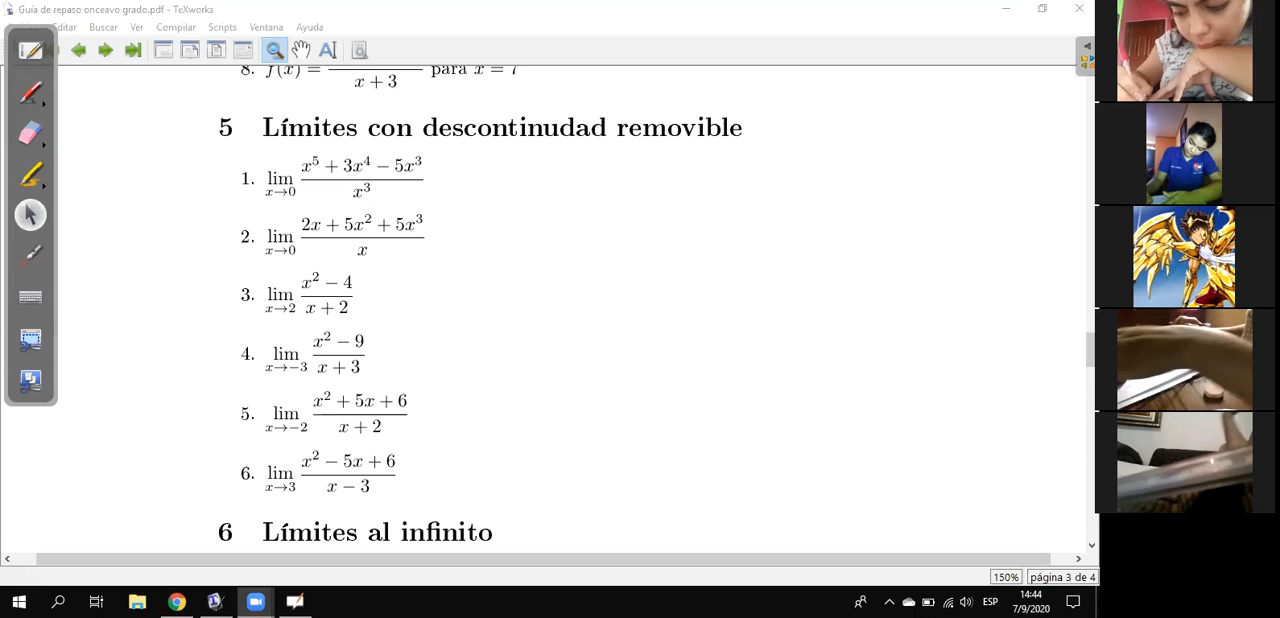 Guía de repaso onceavo grado.pdf - TeXworks
Editar Buscar Ver Compilar Scripts Ventana Ayuda
8. f(x) = / x + 3 para x = 7
5 Límites con descontinudad removible
1. lim x→0 (x^5 + 3x^4 − 5x^3) / x^3
2. lim x→0 (2x + 5x^2 + 5x^3) / x
3. lim x→2 (x^2 − 4) / (x + 2)
4. lim x→−3 (x^2 − 9) / (x + 3)
5. lim x→−2 (x^2 + 5x + 6) / (x + 2)
6. lim x→3 (x^2 − 5x + 6) / (x − 3)
6 Límites al infinito
150% página 3 de 4
ESP
14:44
7/9/2020